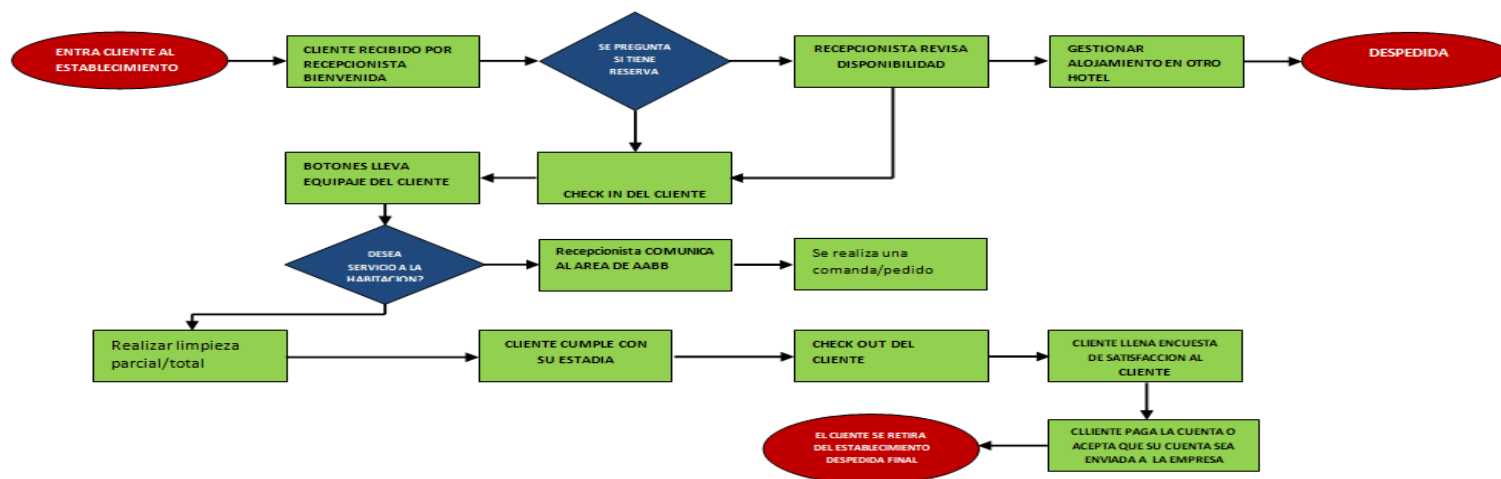 ENTRA CLIENTE AL
ESTABLECIMIENTO
CLIENTE RECIBIDO POR
RECEPCIONISTA
BIENVENIDA
SE PREGUNTA
SI TIENE
RESERVA
RECEPCIONISTA REVISA
DISPONIBILIDAD
GESTIONAR
ALOJAMIENTO EN OTRO
HOTEL
DESPEDIDA
BOTONES LLEVA
EQUIPAJE DEL CLIENTE
CHECK IN DEL CLIENTE
DESEA
SERVICIO A LA
HABITACION?
Recepcionista COMUNICA
AL AREA DE AABB
Se realiza una
comanda/pedido
Realizar limpieza
parcial/total
CLIENTE CUMPLE CON
SU ESTADIA
CHECK OUT DEL
CLIENTE
CLIENTE LLENA ENCUESTA
DE SATISFACCION AL
CLIENTE
EL CLIENTE SE RETIRA
DEL ESTABLECIMIENTO
DESPEDIDA FINAL
CLLIENTE PAGA LA CUENTA O
ACEPTA QUE SU CUENTA SEA
ENVIADA A LA EMPRESA